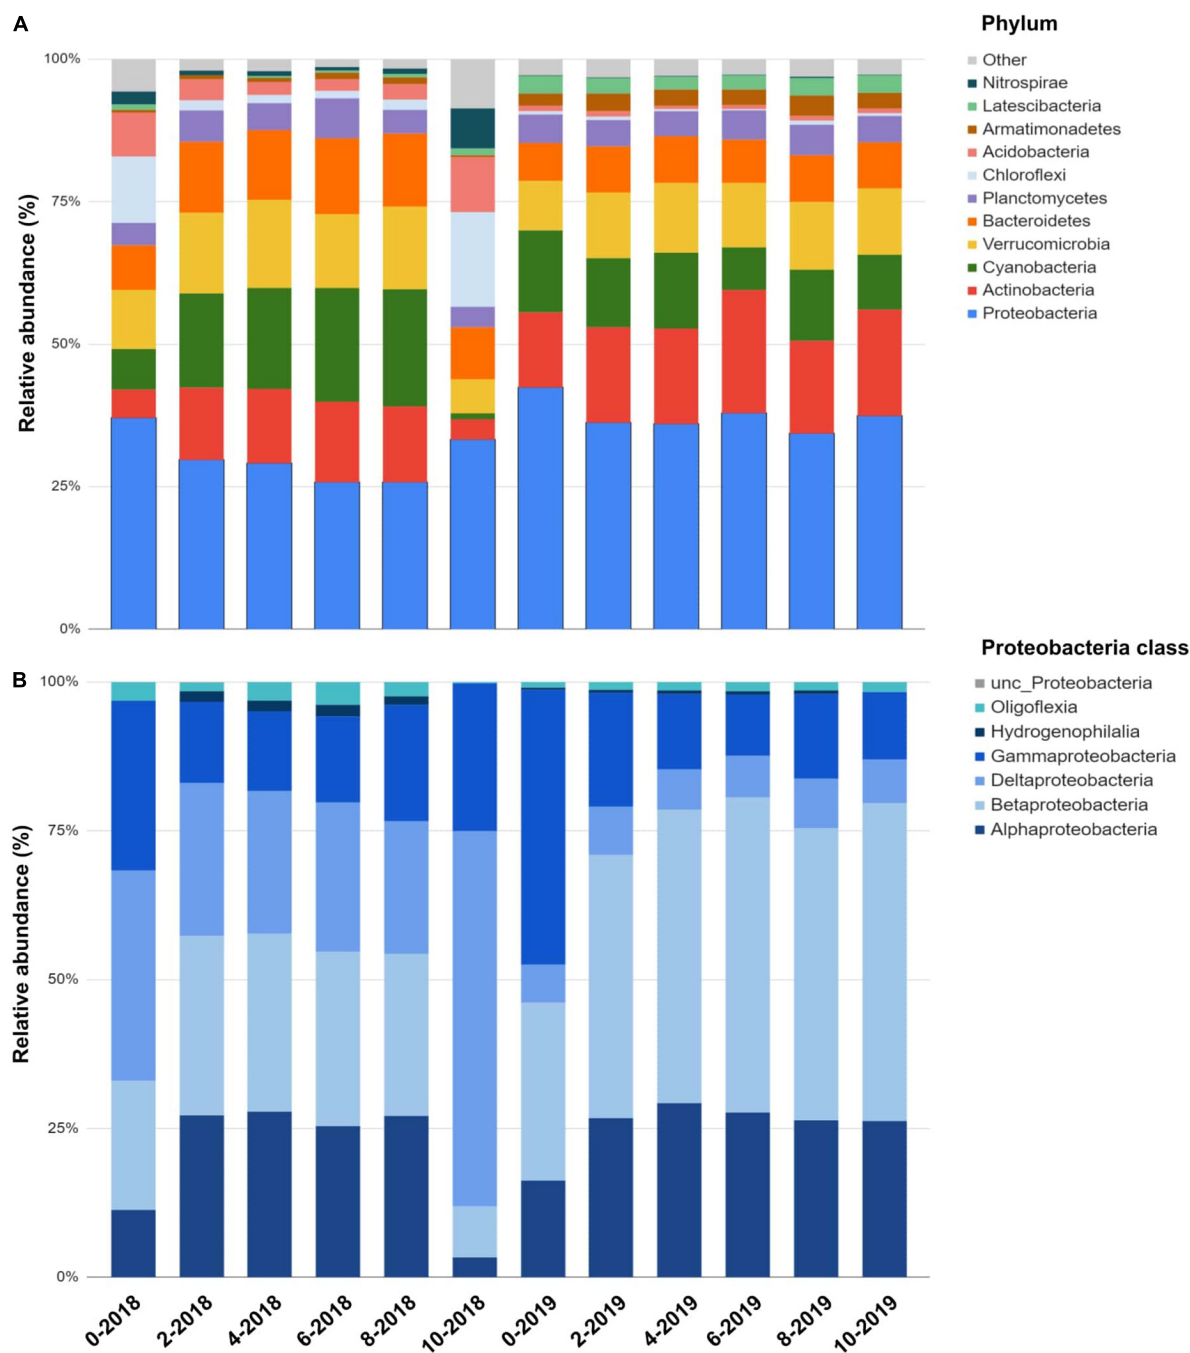 A
Phylum
Relative abundance (%)
100%
75%
50%
25%
0%
Other
Nitrospirae
Latescibacteria
Armatimonadetes
Acidobacteria
Chloroflexi
Planctomycetes
Bacteroidetes
Verrucomicrobia
Cyanobacteria
Actinobacteria
Proteobacteria
B
Proteobacteria class
Relative abundance (%)
100%
75%
50%
25%
0%
unc_Proteobacteria
Oligoflexia
Hydrogenophilalia
Gammaproteobacteria
Deltaproteobacteria
Betaproteobacteria
Alphaproteobacteria
0-2018
2-2018
4-2018
6-2018
8-2018
10-2018
0-2019
2-2019
4-2019
6-2019
8-2019
10-2019